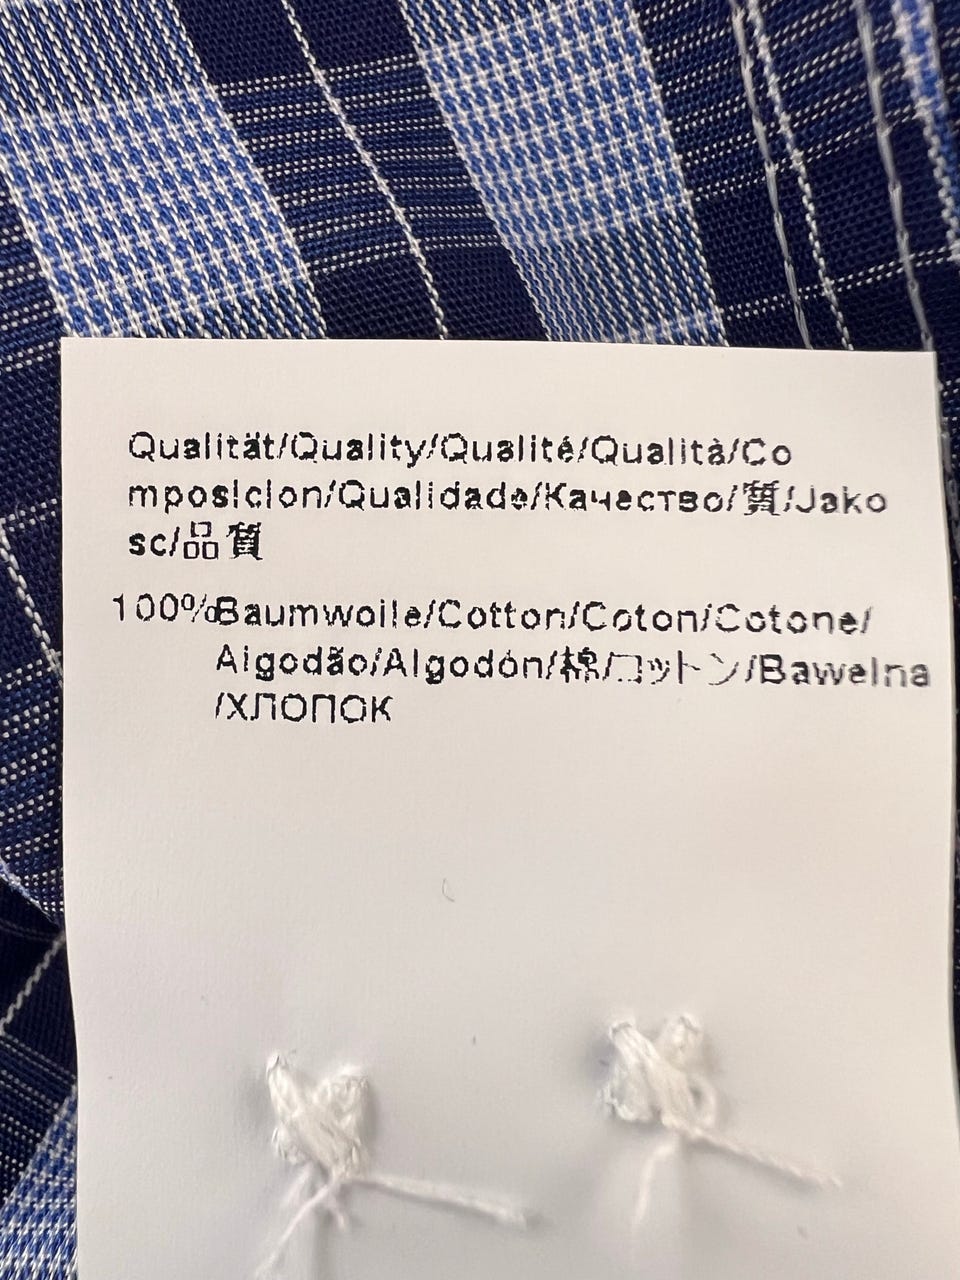 Qualität/Quality/Qualité/Qualità/Co
mposicion/Qualidade/Качество/質/Jako
sc/品質
100%Baumwolle/Cotton/Coton/Cotone/
Algodão/Algodón/棉/コットン/Bawelna
/ХЛОПОК